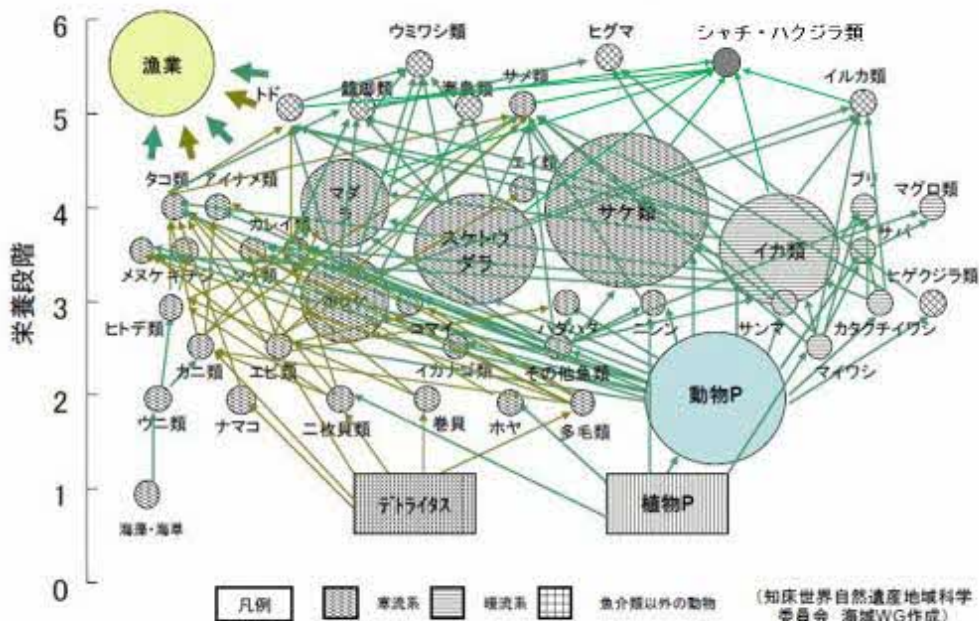 栄養段階
6
5
4
3
2
1
0
漁業
ウミワシ類
ヒグマ
シャチ・ハクジラ類
トド
鰭脚類
海鳥類
サメ類
イルカ類
タコ類
アイナメ類
マダラ
エイ類
サケ類
ブリ
マグロ類
カレイ類
スケトウダラ
イカ類
メヌケ
ヒゲクジラ類
ヒトデ類
コマイ
ハタハタ
ニシン
サンマ
カタクチイワシ
カニ類
エビ類
イカナゴ類
その他魚類
動物P
マイワシ
ウニ類
ナマコ
二枚貝類
巻貝
ホヤ
多毛類
海藻・海草
デトライタス
植物P
凡例
寒流系
暖流系
魚介類以外の動物
(知床世界自然遺産地域科学
委員会 海域WG作成)